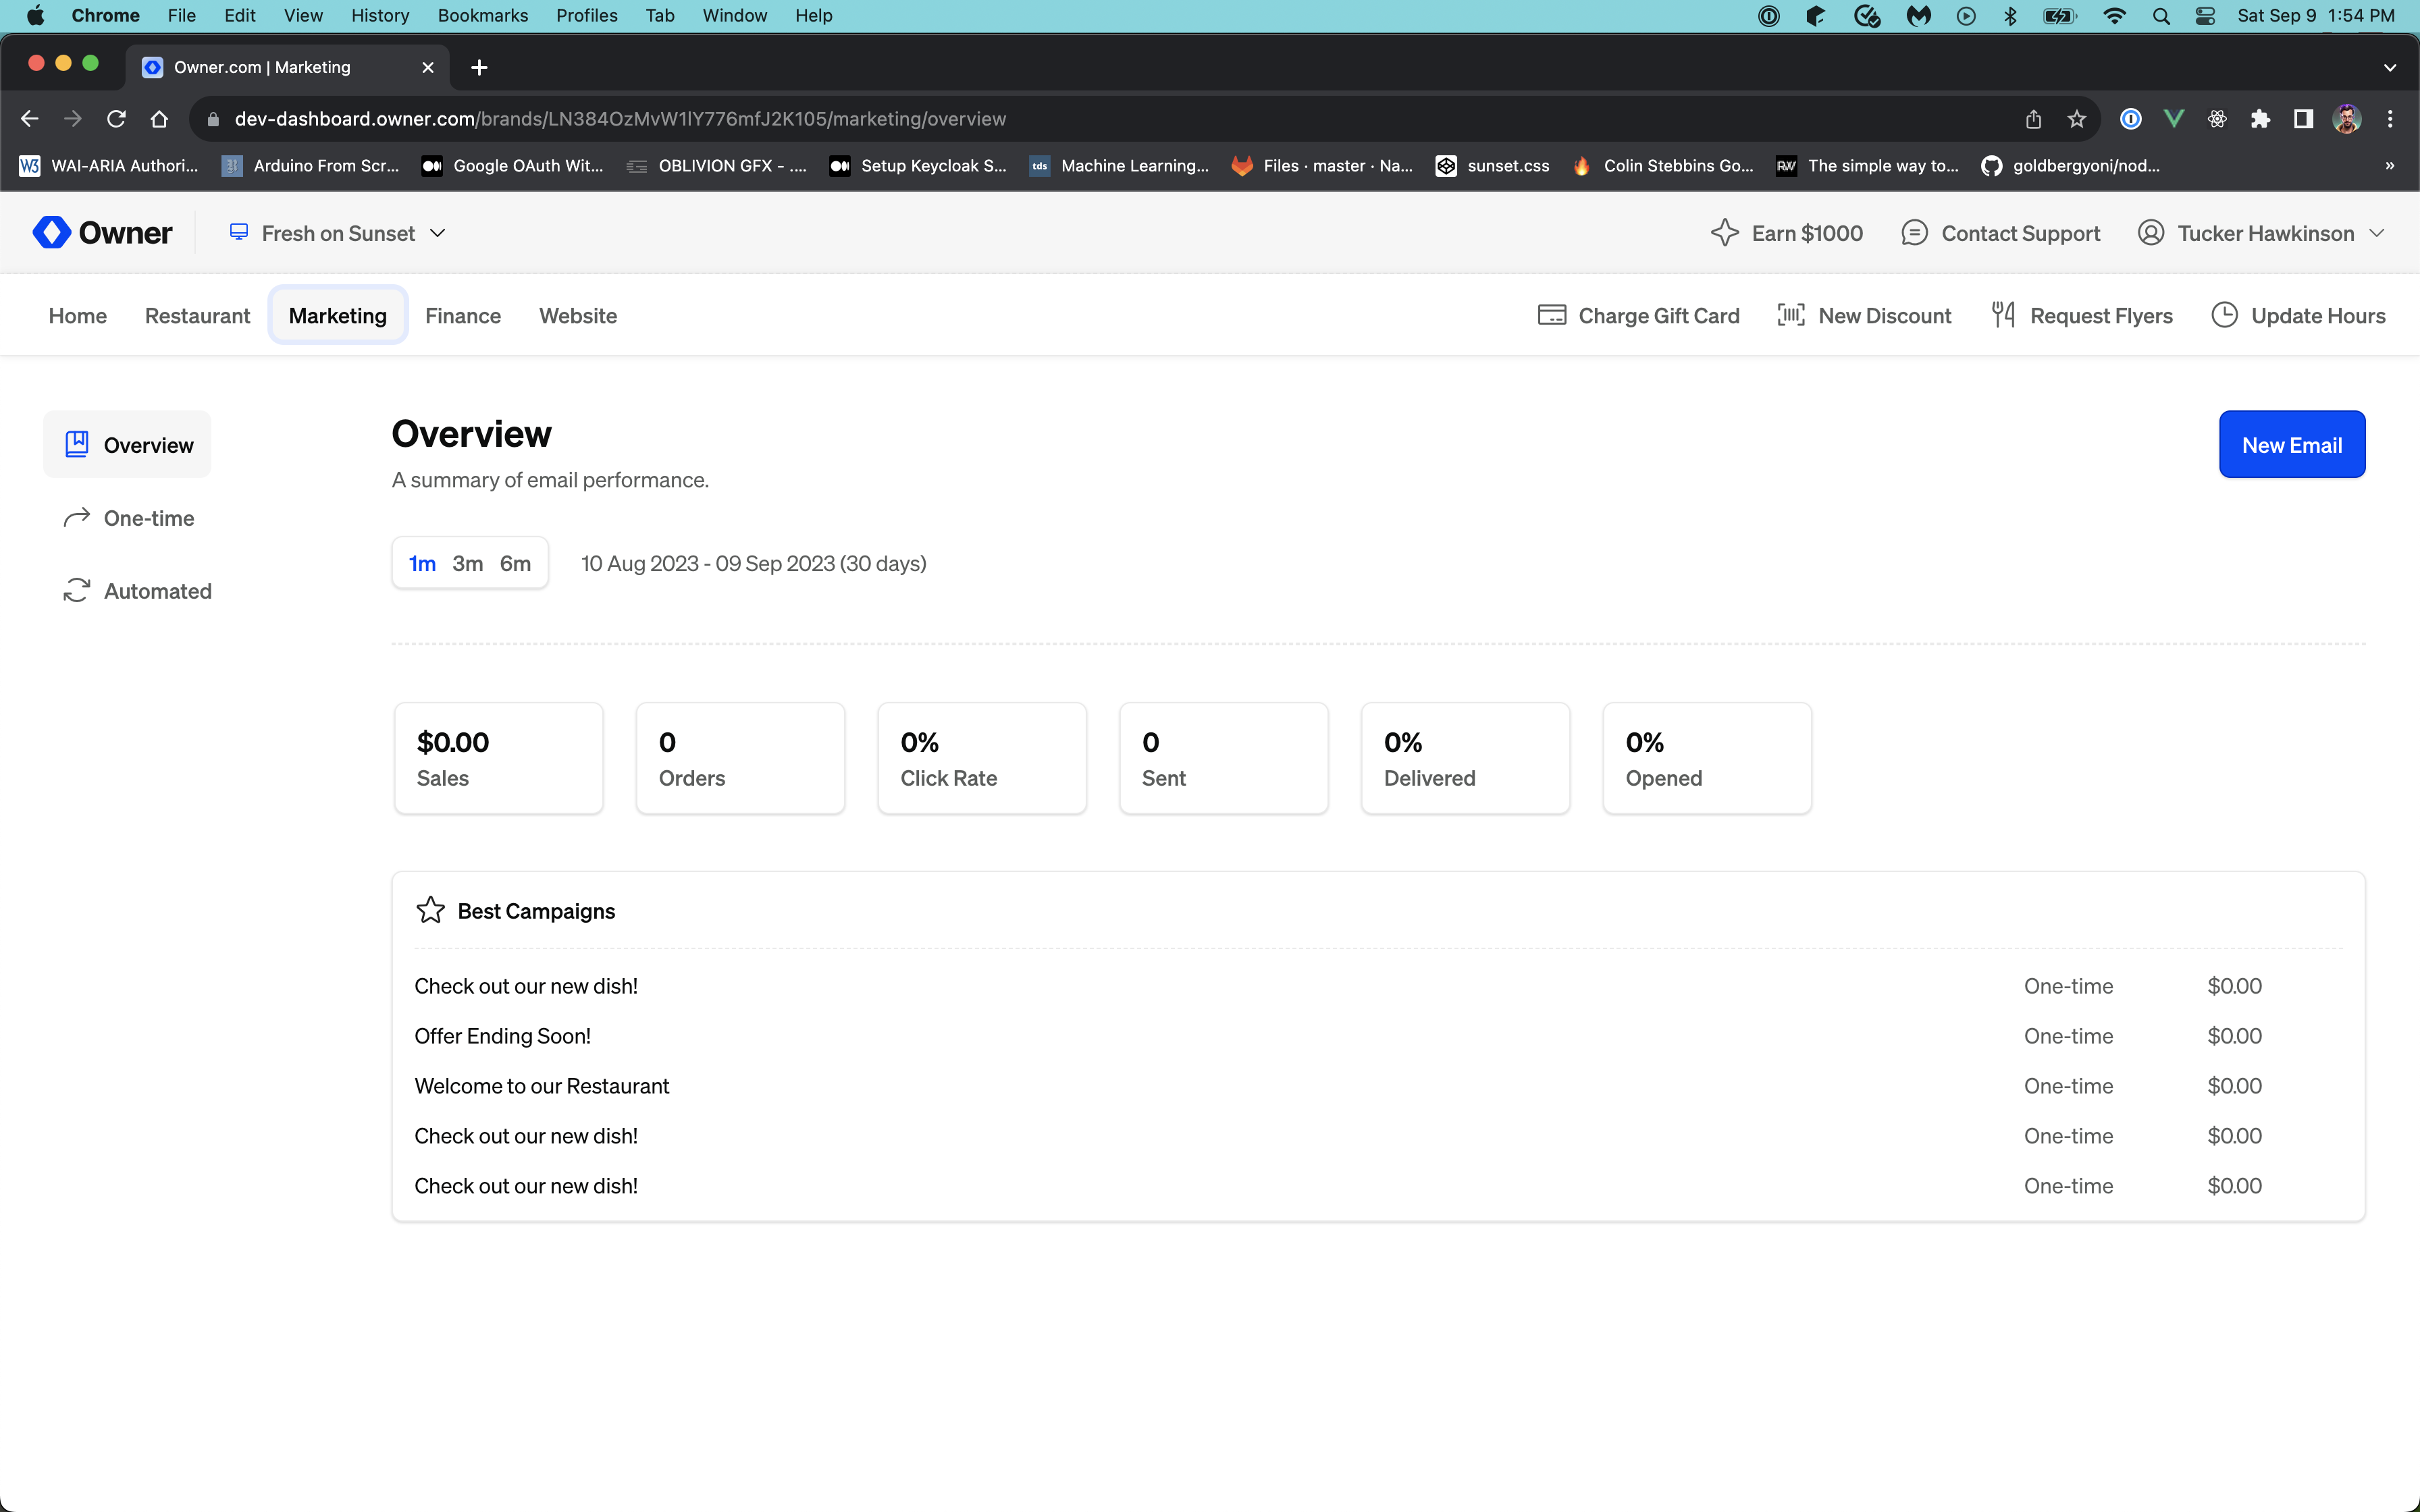 Chrome File Edit View History Bookmarks Profiles Tab Window Help Sat Sep 9 1:54 PM
Owner.com | Marketing
dev-dashboard.owner.com/brands/LN384OzMvW1lY776mfJ2K105/marketing/overview
W3 WAI-ARIA Authori... Arduino From Scr... Google OAuth Wit... OBLIVION GFX - .... Setup Keycloak S... tds Machine Learning... Files · master · Na... sunset.css Colin Stebbins Go... RW The simple way to... goldbergyoni/nod... »
Owner Fresh on Sunset Earn $1000 Contact Support Tucker Hawkinson
Home Restaurant Marketing Finance Website Charge Gift Card New Discount Request Flyers Update Hours
Overview
One-time
Automated
Overview
A summary of email performance.
New Email
1m 3m 6m 10 Aug 2023 - 09 Sep 2023 (30 days)
$0.00 0 0% 0 0% 0%
Sales Orders Click Rate Sent Delivered Opened
Best Campaigns
Check out our new dish! One-time $0.00
Offer Ending Soon! One-time $0.00
Welcome to our Restaurant One-time $0.00
Check out our new dish! One-time $0.00
Check out our new dish! One-time $0.00